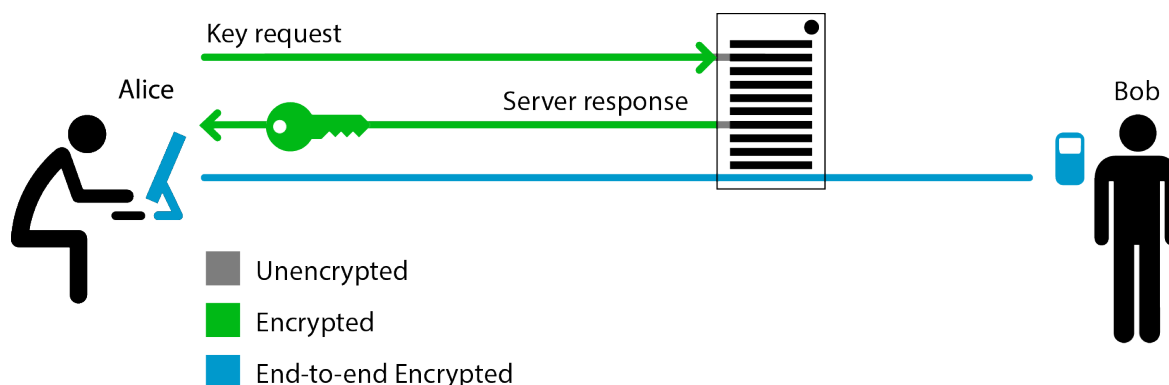 Key request
Alice
Server response
Bob
Unencrypted
Encrypted
End-to-end Encrypted